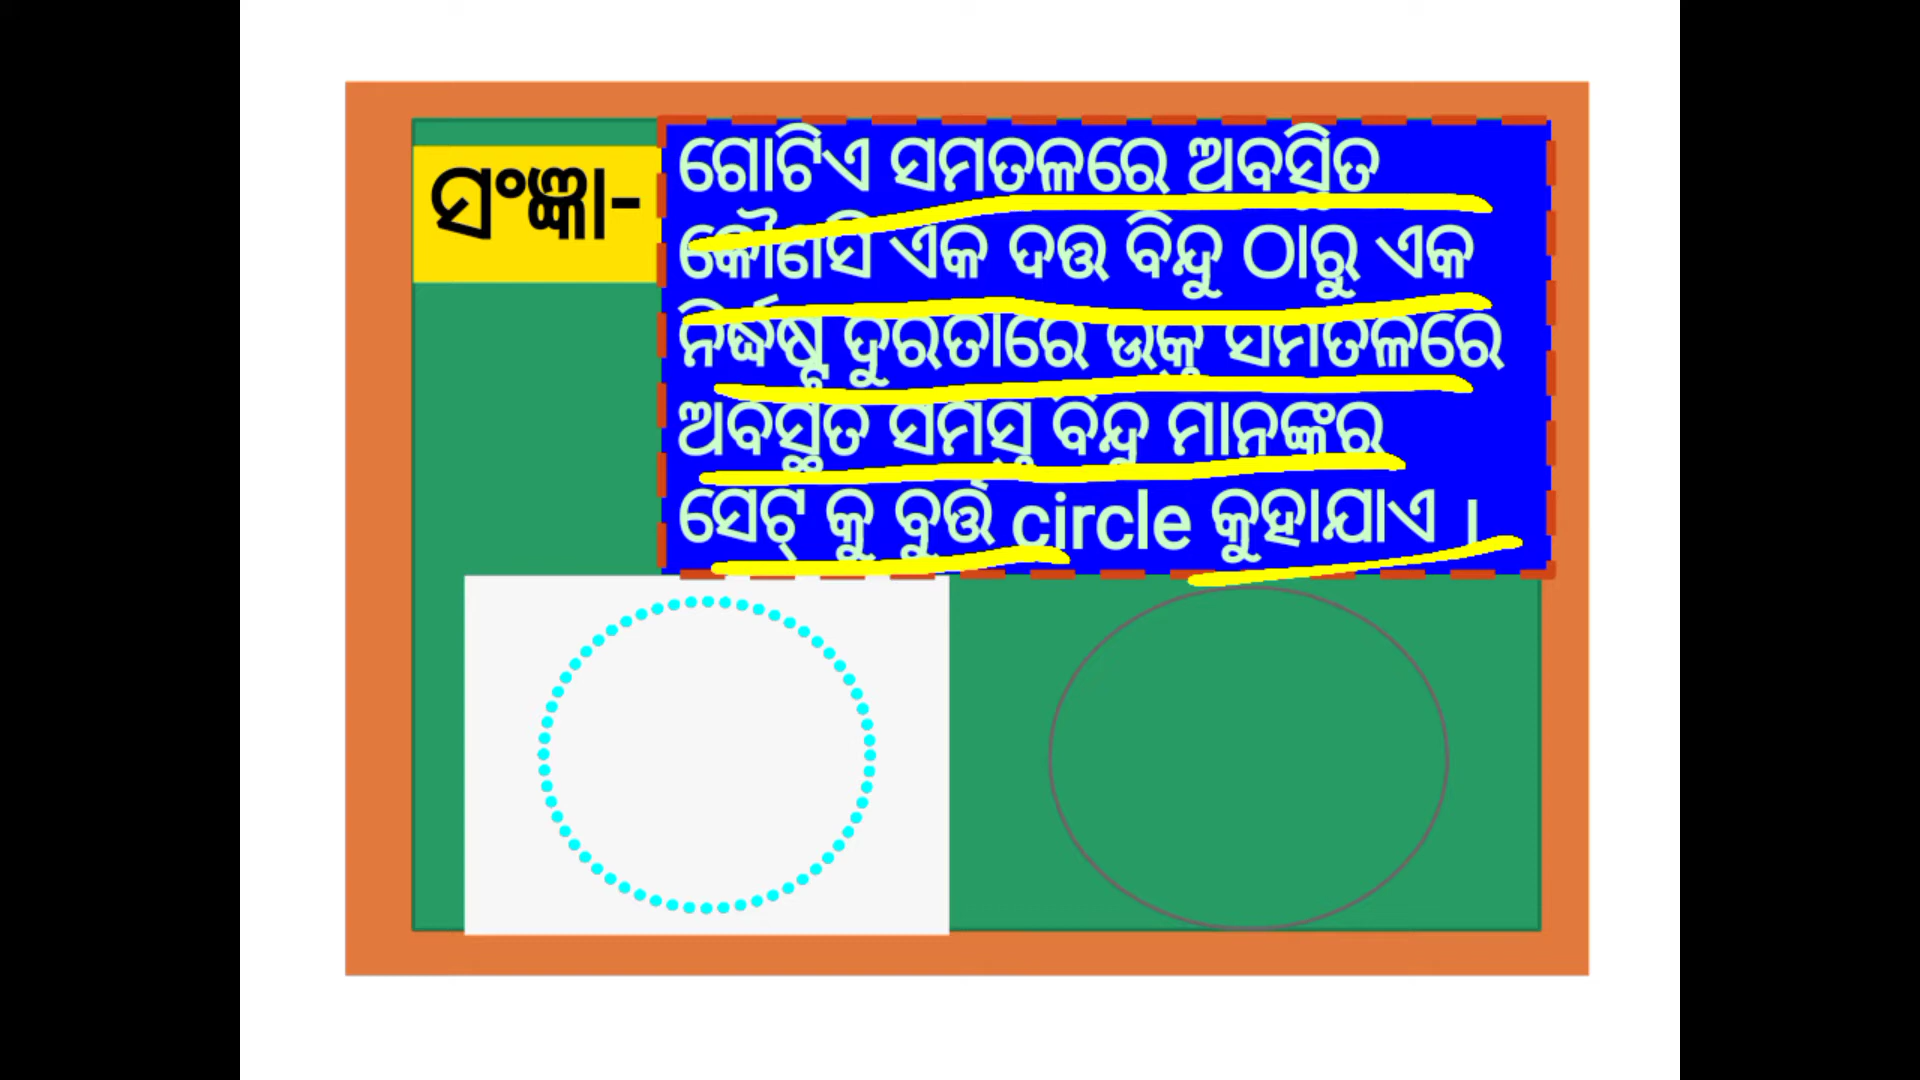 ସଂଜ୍ଞା-
ଗୋଟିଏ ସମତଳରେ ଅବସ୍ଥିତ
କୌଣସି ଏକ ଦତ୍ତ ବିନ୍ଦୁ ଠାରୁ ଏକ
ନିର୍ଦ୍ଧିଷ୍ଟ ଦୁରତାରେ ଉକ୍ତ ସମତଳରେ
ଅବସ୍ଥିତ ସମସ୍ତ ବିନ୍ଦୁ ମାନଙ୍କର
ସେଟ୍ କୁ ବୃତ୍ତ circle କୁହାଯାଏ ।